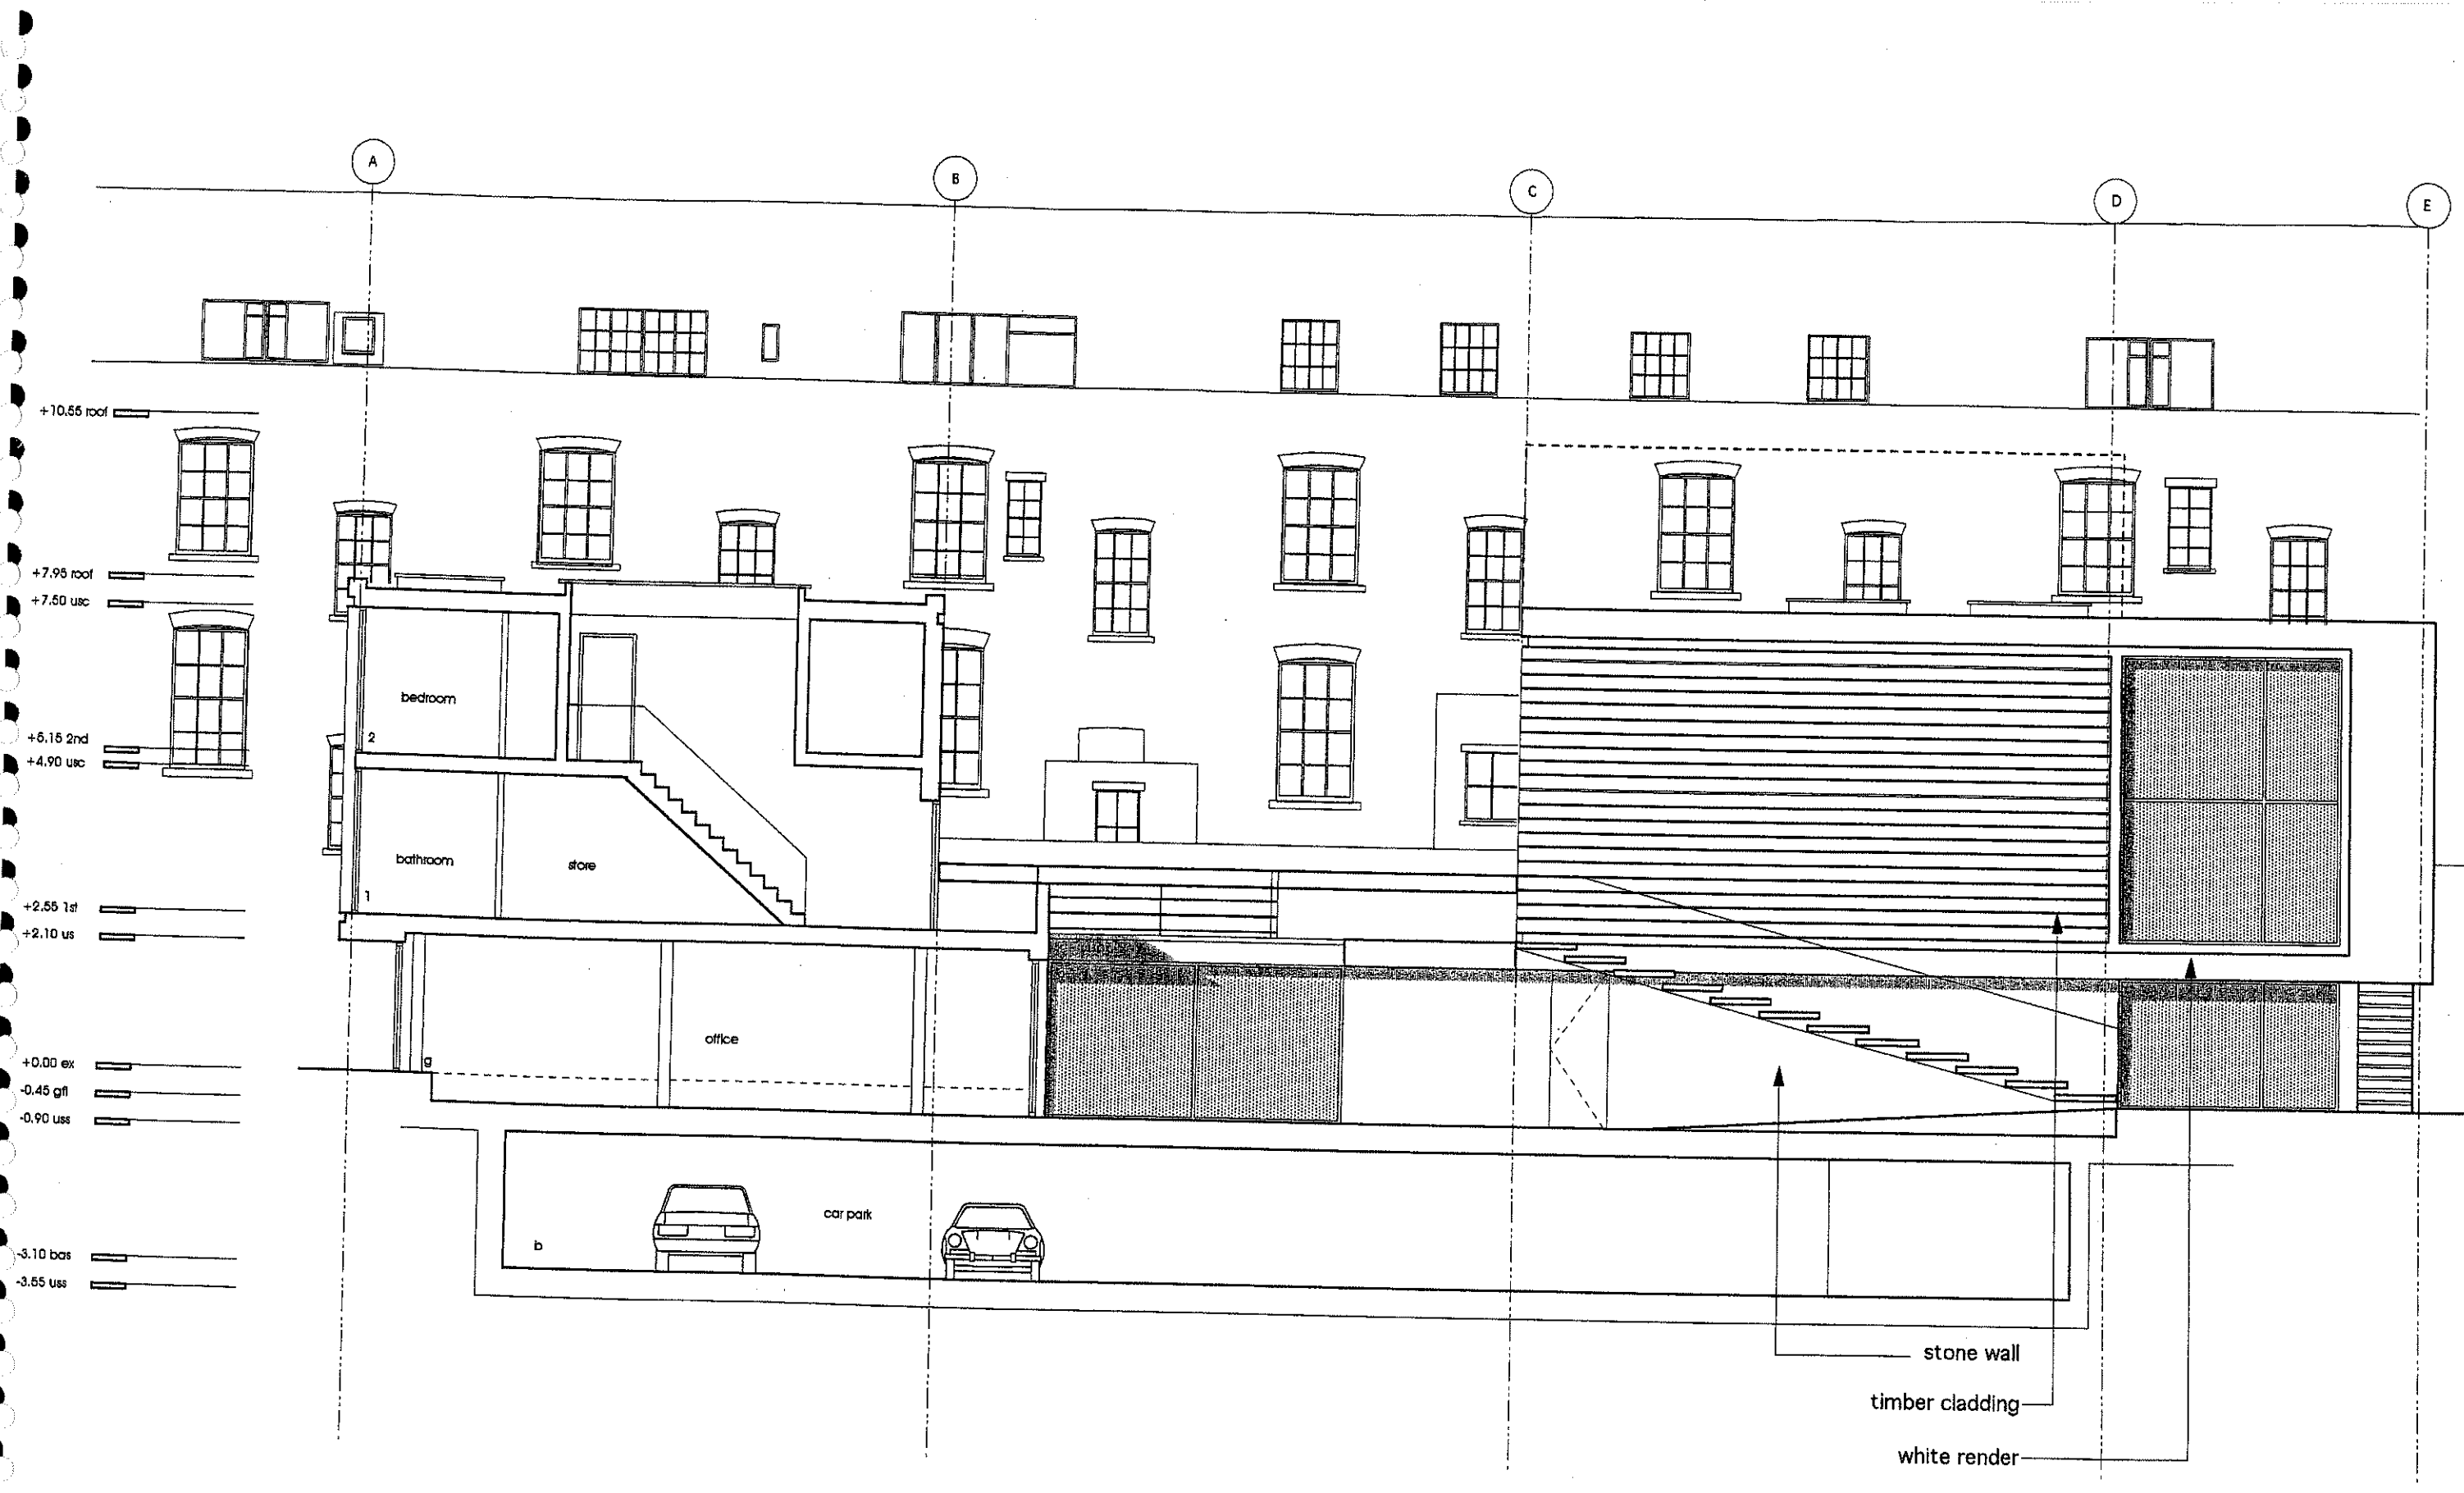 A
B
C
D
E
+10.55 roof
+7.95 roof
+7.50 usc
bedroom
2
+5.15 2nd
+4.90 usc
bathroom
store
1
+2.55 1st
+2.10 us
office
g
+0.00 ex
-0.45 gfl
-0.90 uss
car park
b
-3.10 bas
-3.55 uss
stone wall
timber cladding
white render